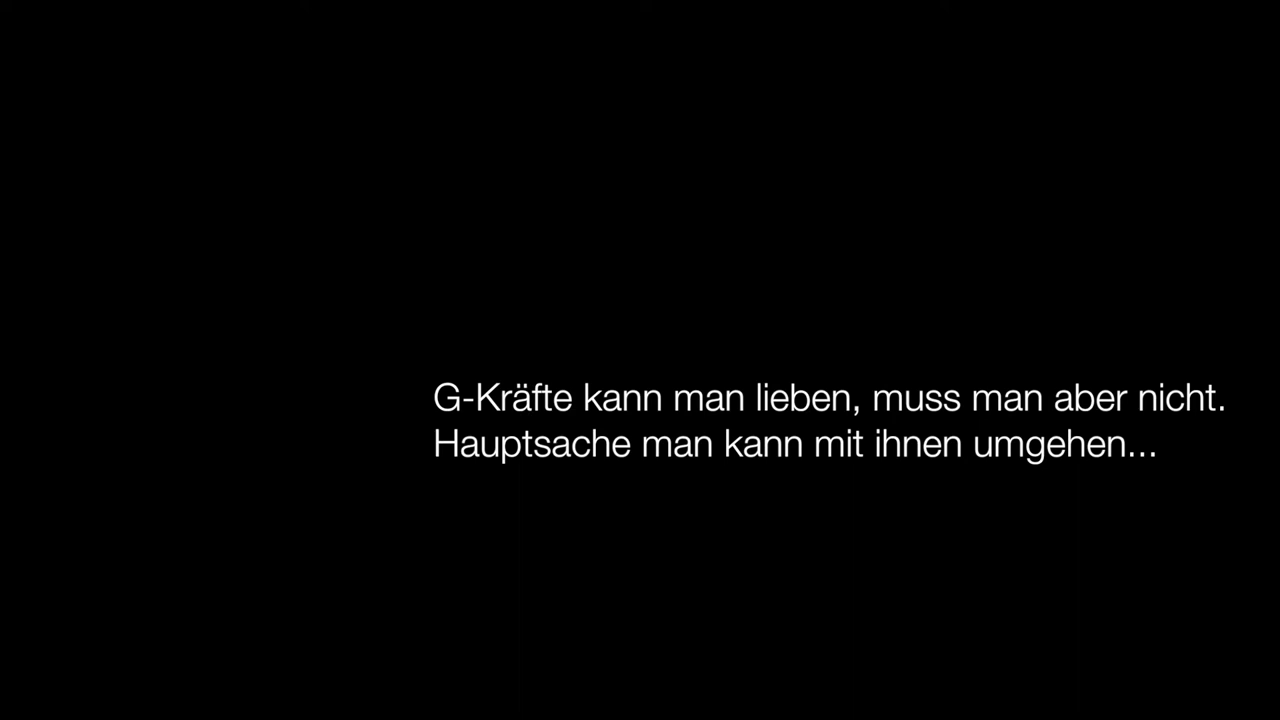 G-Kräfte kann man lieben, muss man aber nicht.
Hauptsache man kann mit ihnen umgehen...